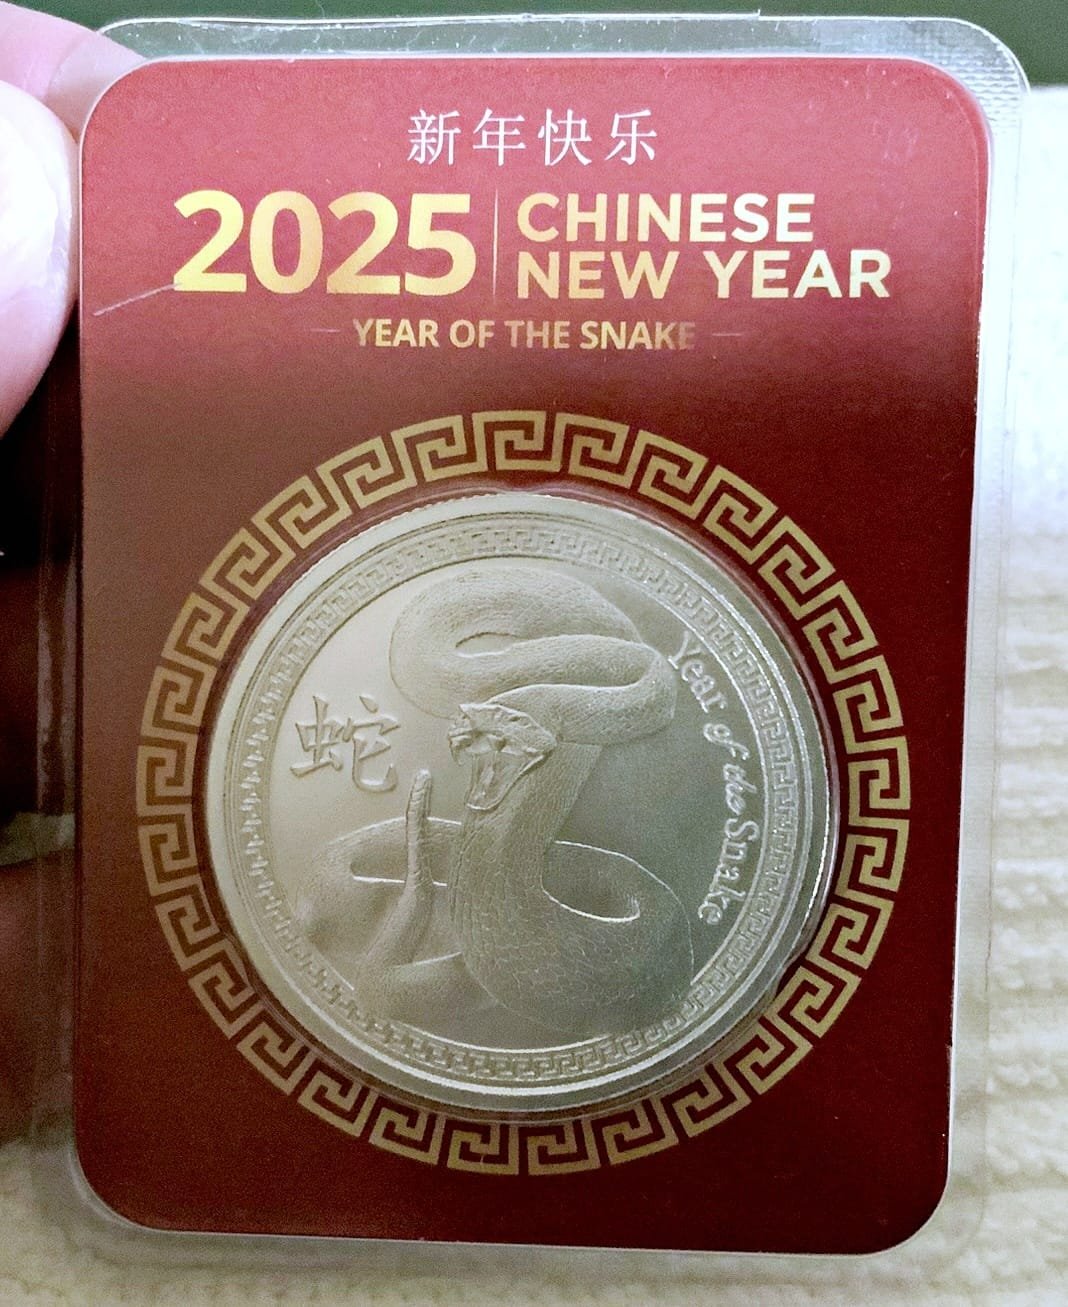 新年快乐
2025 CHINESE
NEW YEAR
YEAR OF THE SNAKE
蛇
Year of the Snake